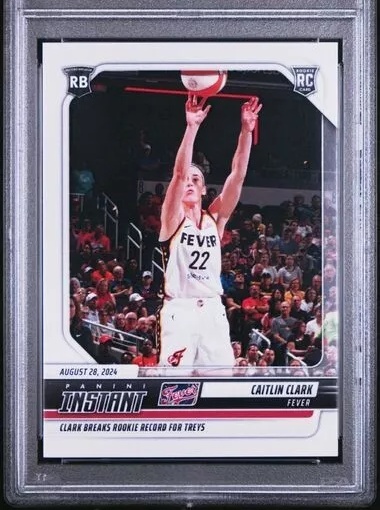 RB
ROOKIE
RC
CARD
FEVER
22
AUGUST 28, 2024
PANINI
INSTANT
Fever
CAITLIN CLARK
FEVER
CLARK BREAKS ROOKIE RECORD FOR TREYS